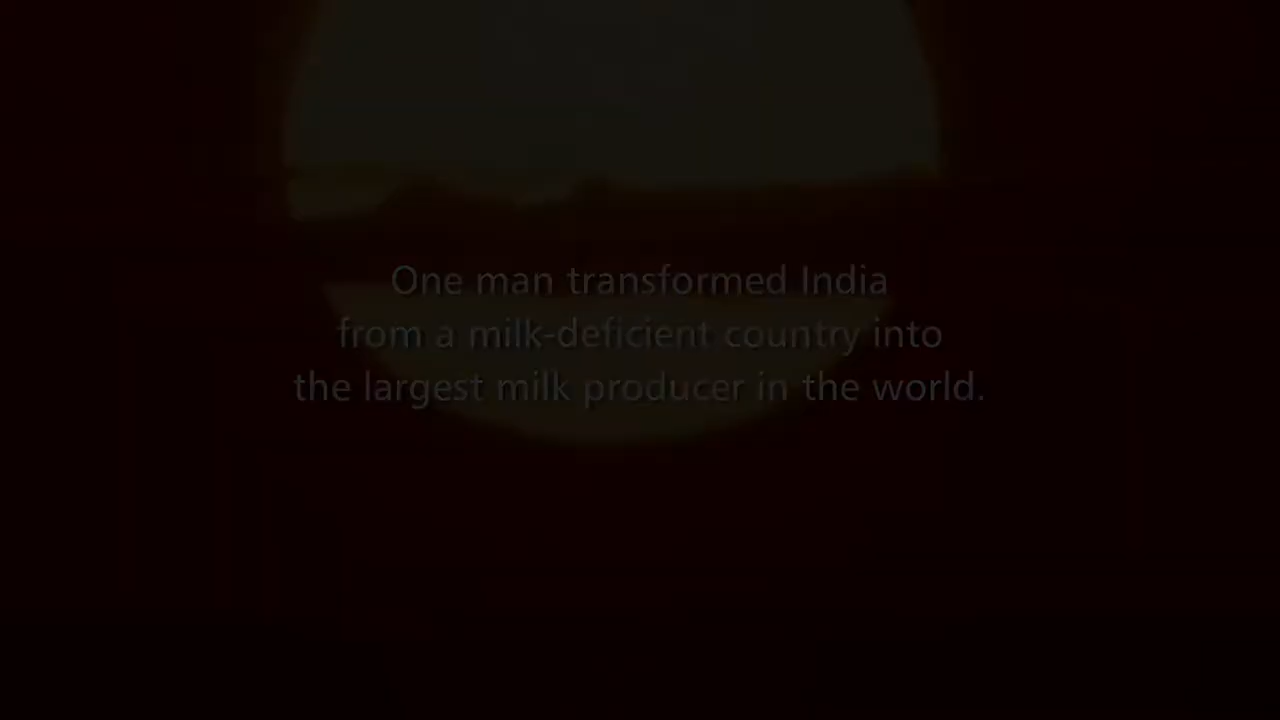 One man transformed India
from a milk-deficient country into
the largest milk producer in the world.